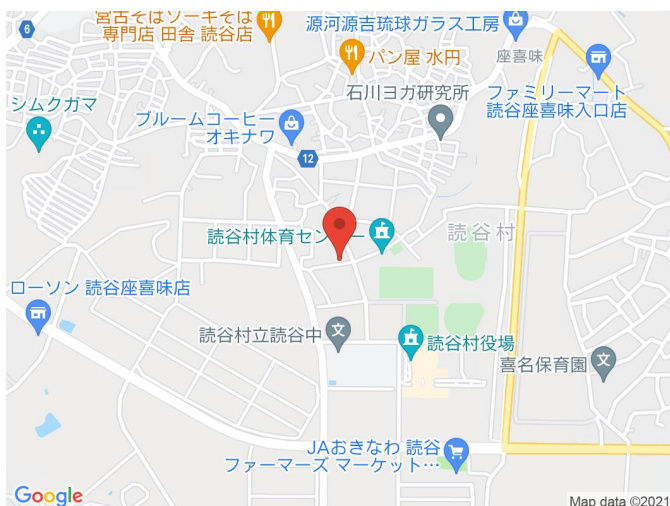 宮古そばソーキそば
専門店 田舎 読谷店
源河源吉琉球ガラス工房
6
パン屋 水円
座喜味
シムクガマ
石川ヨガ研究所
ファミリーマート
読谷座喜味入口店
ブルームコーヒー
オキナワ
12
読谷村体育センター
読谷村
ローソン 読谷座喜味店
読谷村立読谷中
文
読谷村役場
喜名保育園
文
JAおきなわ 読谷
ファーマーズ マーケット…
Google
Map data ©2021